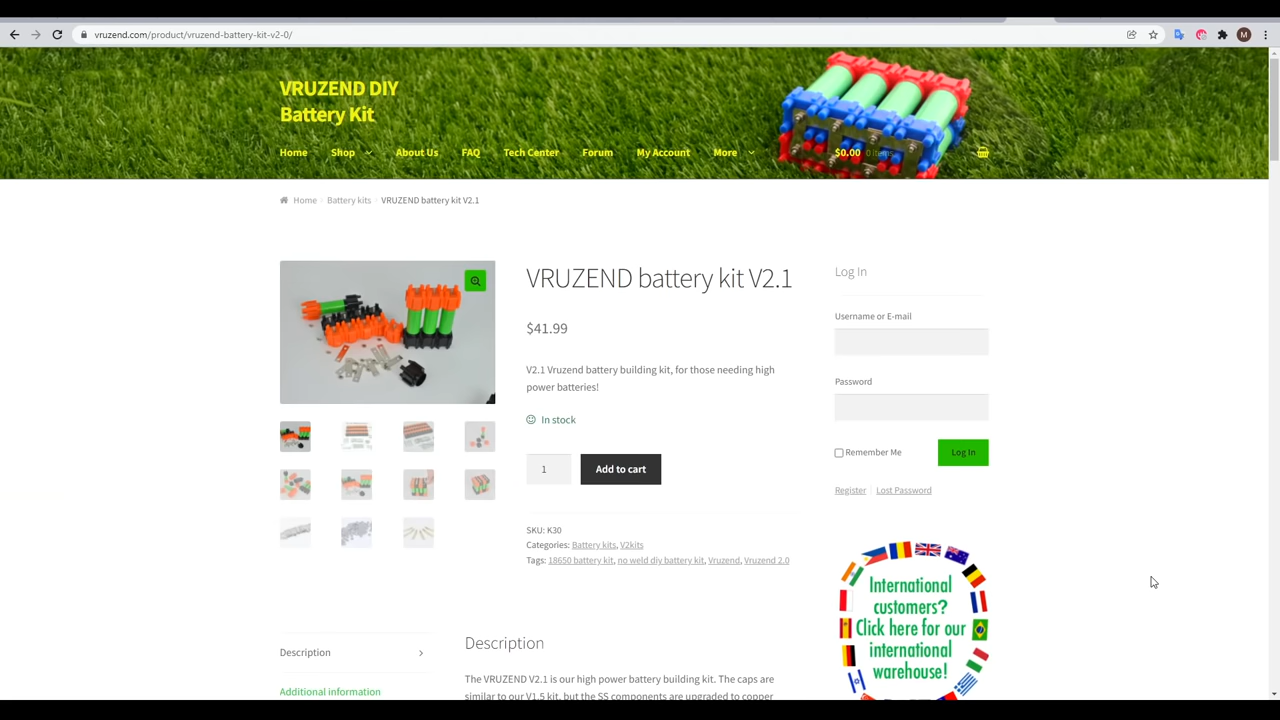 vruzend.com/product/vruzend-battery-kit-v2-0/
M
VRUZEND DIY
Battery Kit
Home Shop About Us FAQ Tech Center Forum My Account More $0.00 0 items
Home / Battery kits / VRUZEND battery kit V2.1
VRUZEND battery kit V2.1
$41.99
V2.1 Vruzend battery building kit, for those needing high
power batteries!
In stock
1 Add to cart
SKU: K30
Categories: Battery kits, V2kits
Tags: 18650 battery kit, no weld diy battery kit, Vruzend, Vruzend 2.0
Log In
Username or E-mail
Password
Remember Me Log In
Register | Lost Password
International
customers?
Click here for our
international
warehouse!
Description
Additional information
Description
The VRUZEND V2.1 is our high power battery building kit. The caps are
similar to our V1.5 kit, but the SS components are upgraded to copper